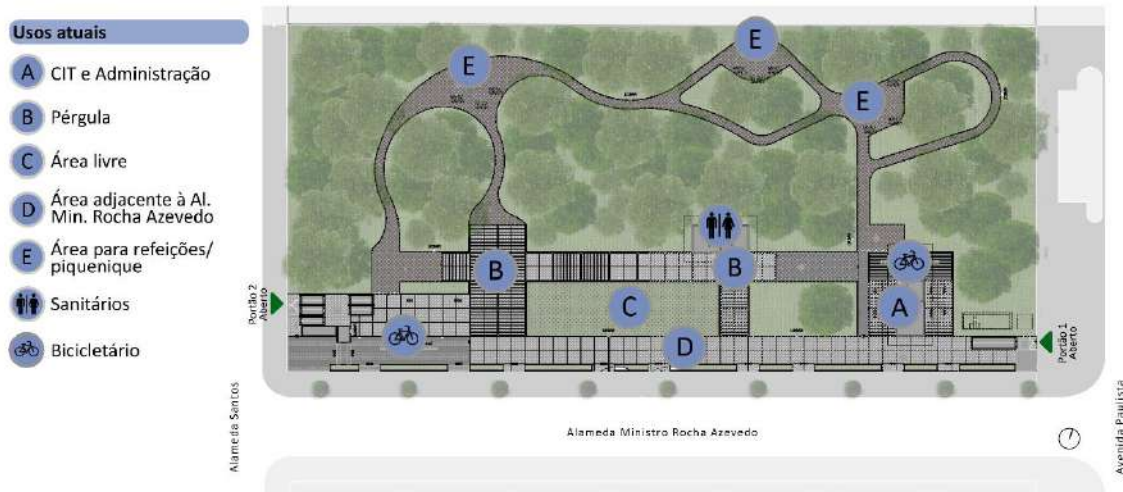 Usos atuais
A CIT e Administração
B Pérgula
C Área livre
D Área adjacente à Al.
Min. Rocha Azevedo
E Área para refeições/
piquenique
Sanitários
Bicicletário
E
E
E
B
B
C
A
D
Portão 2
Aberto
Portão 1
Aberto
Alameda Santos
Alameda Ministro Rocha Azevedo
Avenida Paulista